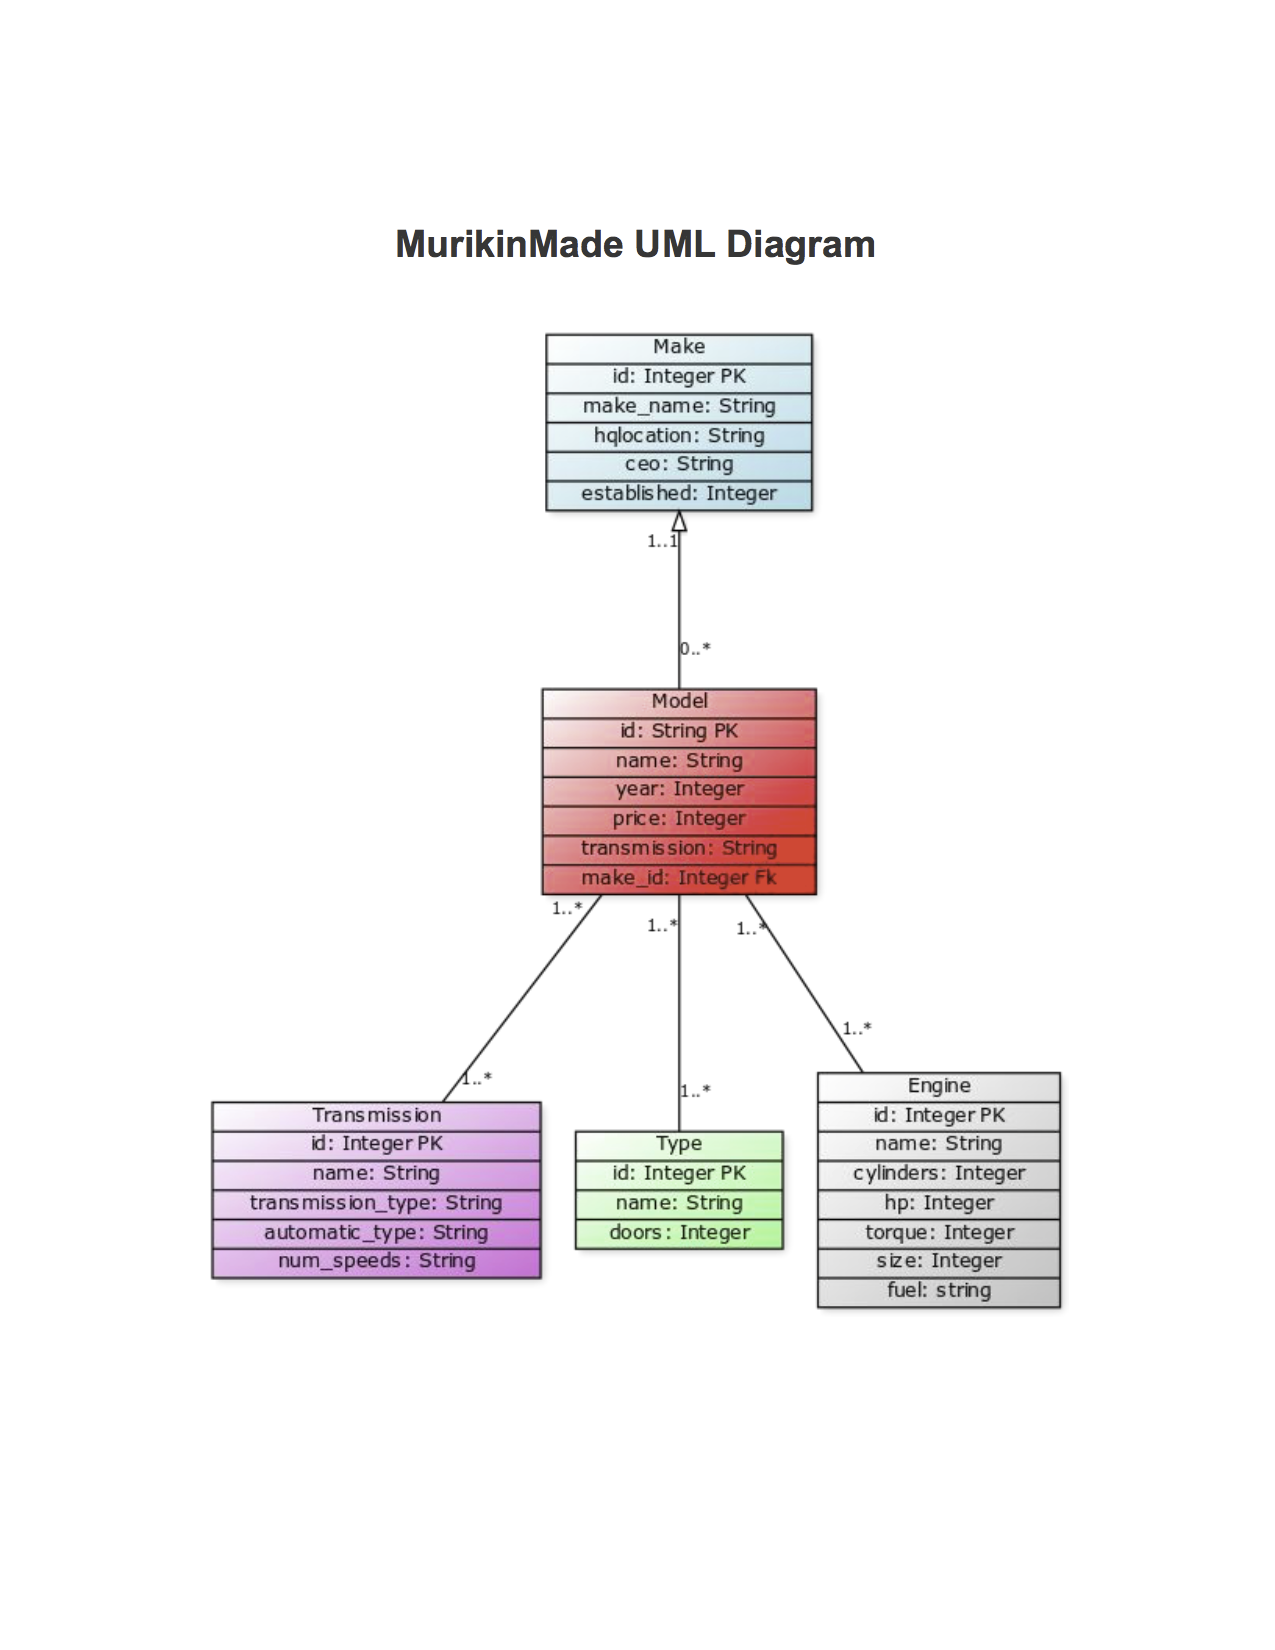 MurikinMade UML Diagram
Make
id: Integer PK
make_name: String
hqlocation: String
ceo: String
established: Integer
1..1
0..*
Model
id: String PK
name: String
year: Integer
price: Integer
transmission: String
make_id: Integer Fk
1..*
1..*
1..*
1..*
1..*
1..*
Transmission
id: Integer PK
name: String
transmission_type: String
automatic_type: String
num_speeds: String
Type
id: Integer PK
name: String
doors: Integer
Engine
id: Integer PK
name: String
cylinders: Integer
hp: Integer
torque: Integer
size: Integer
fuel: string